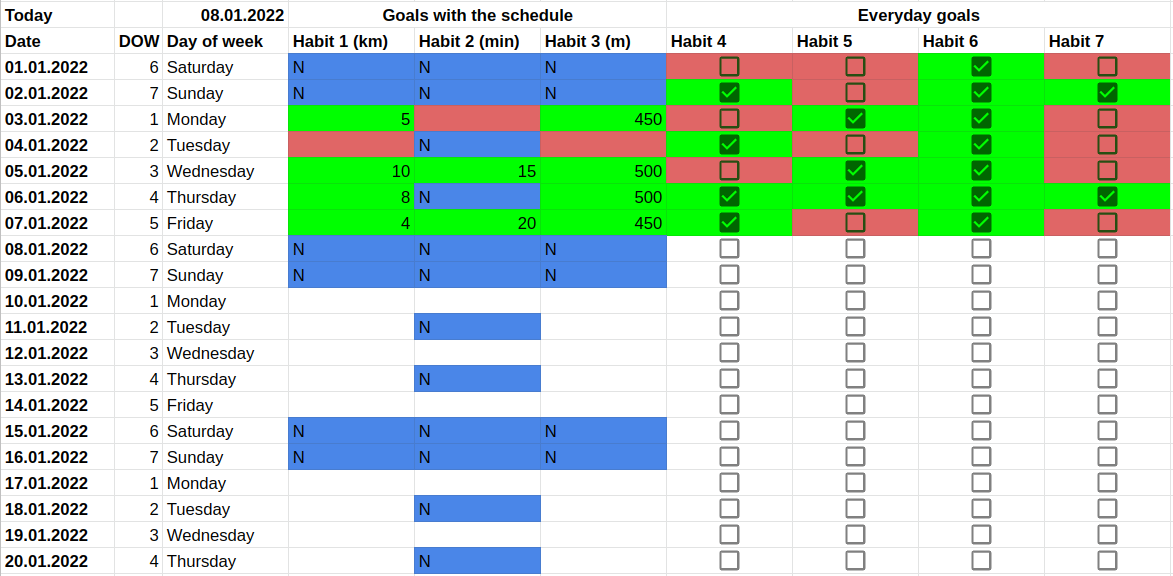 Today 08.01.2022 Goals with the schedule Everyday goals
Date DOW Day of week Habit 1 (km) Habit 2 (min) Habit 3 (m) Habit 4 Habit 5 Habit 6 Habit 7
01.01.2022 6 Saturday N N N
02.01.2022 7 Sunday N N N
03.01.2022 1 Monday 5 450
04.01.2022 2 Tuesday N
05.01.2022 3 Wednesday 10 15 500
06.01.2022 4 Thursday 8 N 500
07.01.2022 5 Friday 4 20 450
08.01.2022 6 Saturday N N N
09.01.2022 7 Sunday N N N
10.01.2022 1 Monday
11.01.2022 2 Tuesday N
12.01.2022 3 Wednesday
13.01.2022 4 Thursday N
14.01.2022 5 Friday
15.01.2022 6 Saturday N N N
16.01.2022 7 Sunday N N N
17.01.2022 1 Monday
18.01.2022 2 Tuesday N
19.01.2022 3 Wednesday
20.01.2022 4 Thursday N